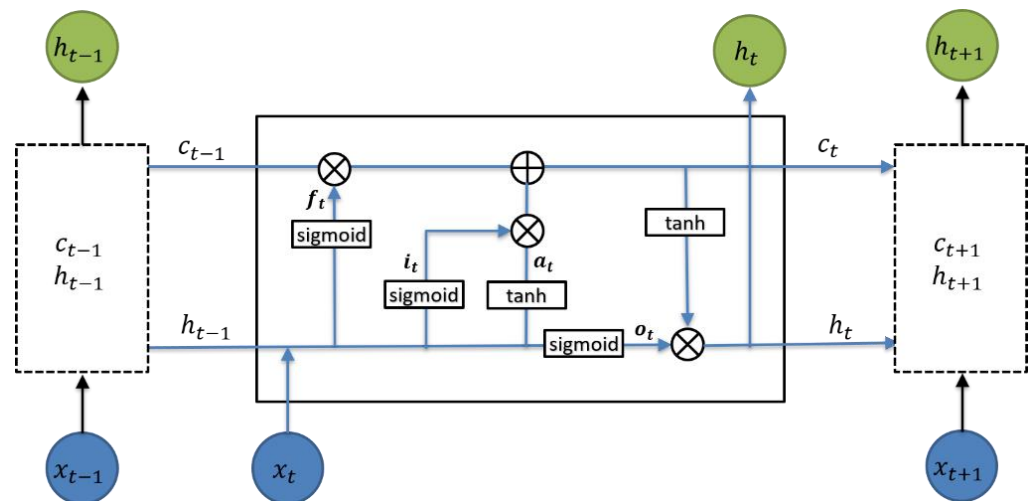 h_{t-1}
h_t
h_{t+1}
c_{t-1}
c_t
f_t
sigmoid
tanh
c_{t-1}
h_{t-1}
i_t
a_t
c_{t+1}
h_{t+1}
sigmoid
tanh
h_{t-1}
sigmoid
o_t
h_t
x_{t-1}
x_t
x_{t+1}